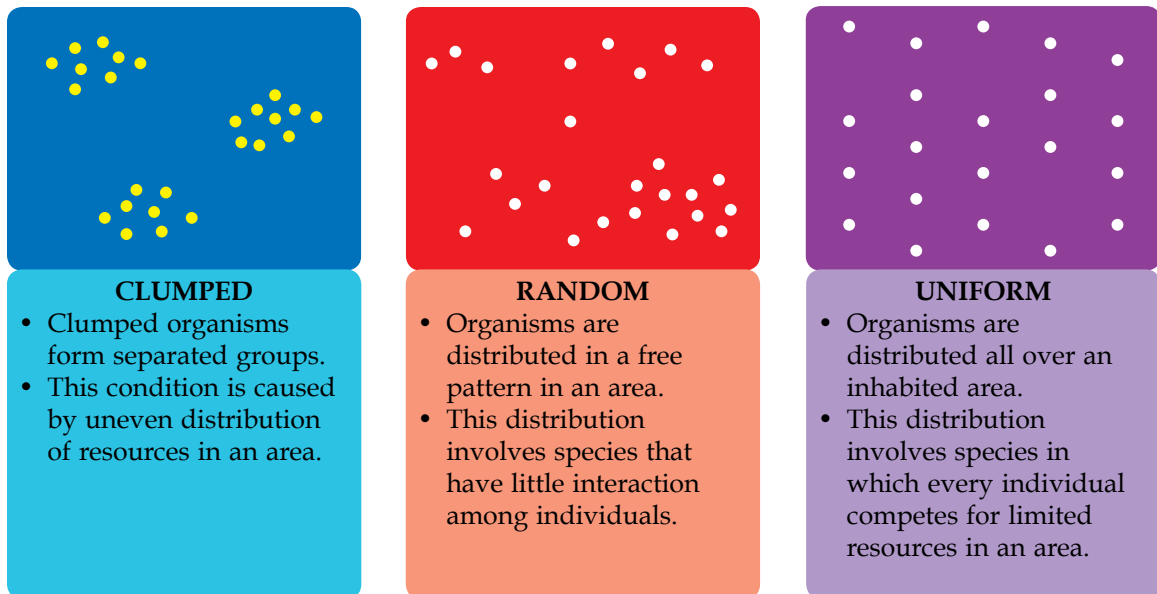 CLUMPED
• Clumped organisms
form separated groups.
• This condition is caused
by uneven distribution
of resources in an area.
RANDOM
• Organisms are
distributed in a free
pattern in an area.
• This distribution
involves species that
have little interaction
among individuals.
UNIFORM
• Organisms are
distributed all over an
inhabited area.
• This distribution
involves species in
which every individual
competes for limited
resources in an area.